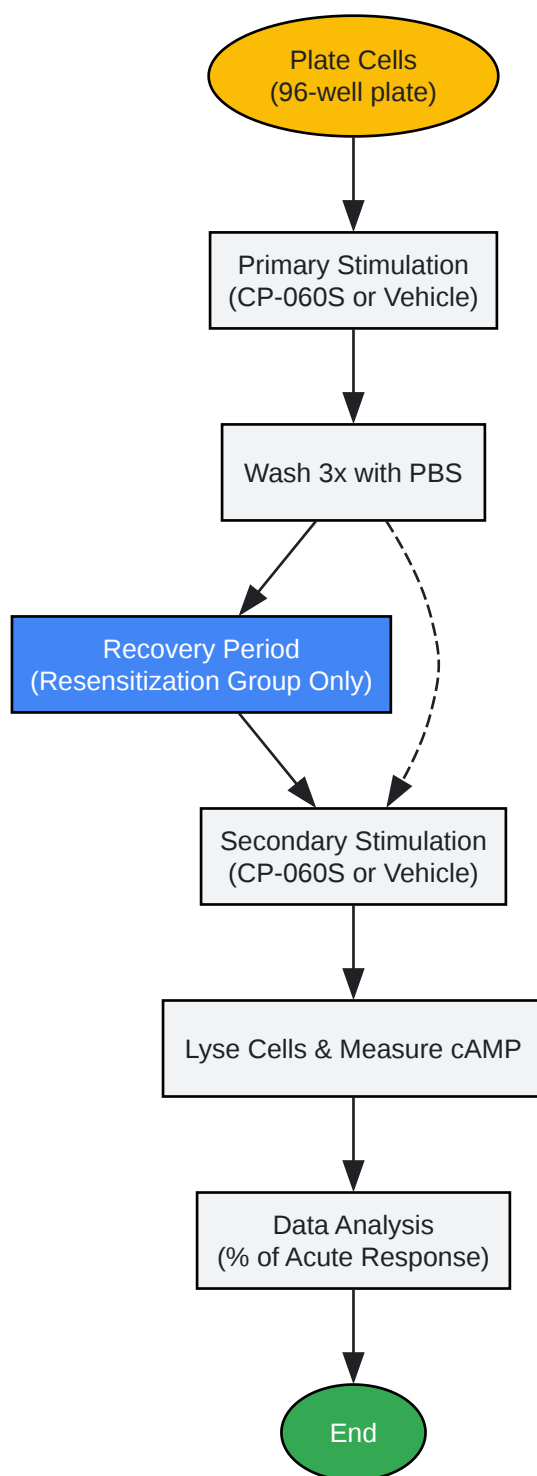 Plate Cells
(96-well plate)
Primary Stimulation
(CP-060S or Vehicle)
Wash 3x with PBS
Recovery Period
(Resensitization Group Only)
Secondary Stimulation
(CP-060S or Vehicle)
Lyse Cells & Measure cAMP
Data Analysis
(% of Acute Response)
End